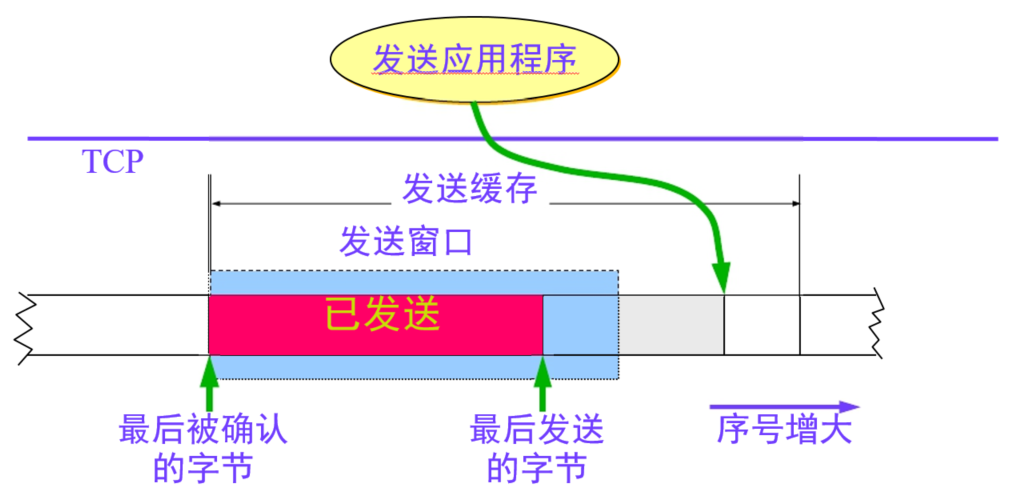 发送应用程序
TCP
发送缓存
发送窗口
已发送
最后被确认
的字节
最后发送
的字节
序号增大